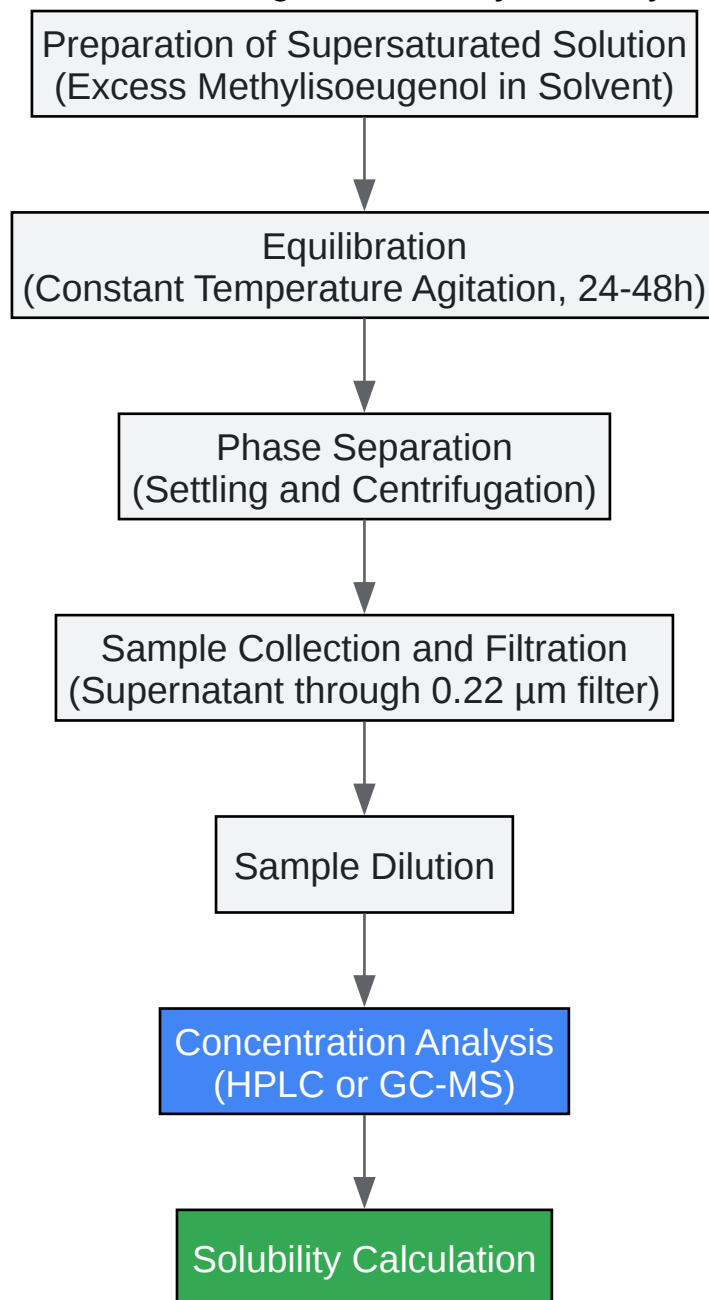 Preparation of Supersaturated Solution
(Excess Methylisoeugenol in Solvent)
Equilibration
(Constant Temperature Agitation, 24-48h)
Phase Separation
(Settling and Centrifugation)
Sample Collection and Filtration
(Supernatant through 0.22 µm filter)
Sample Dilution
Concentration Analysis
(HPLC or GC-MS)
Solubility Calculation